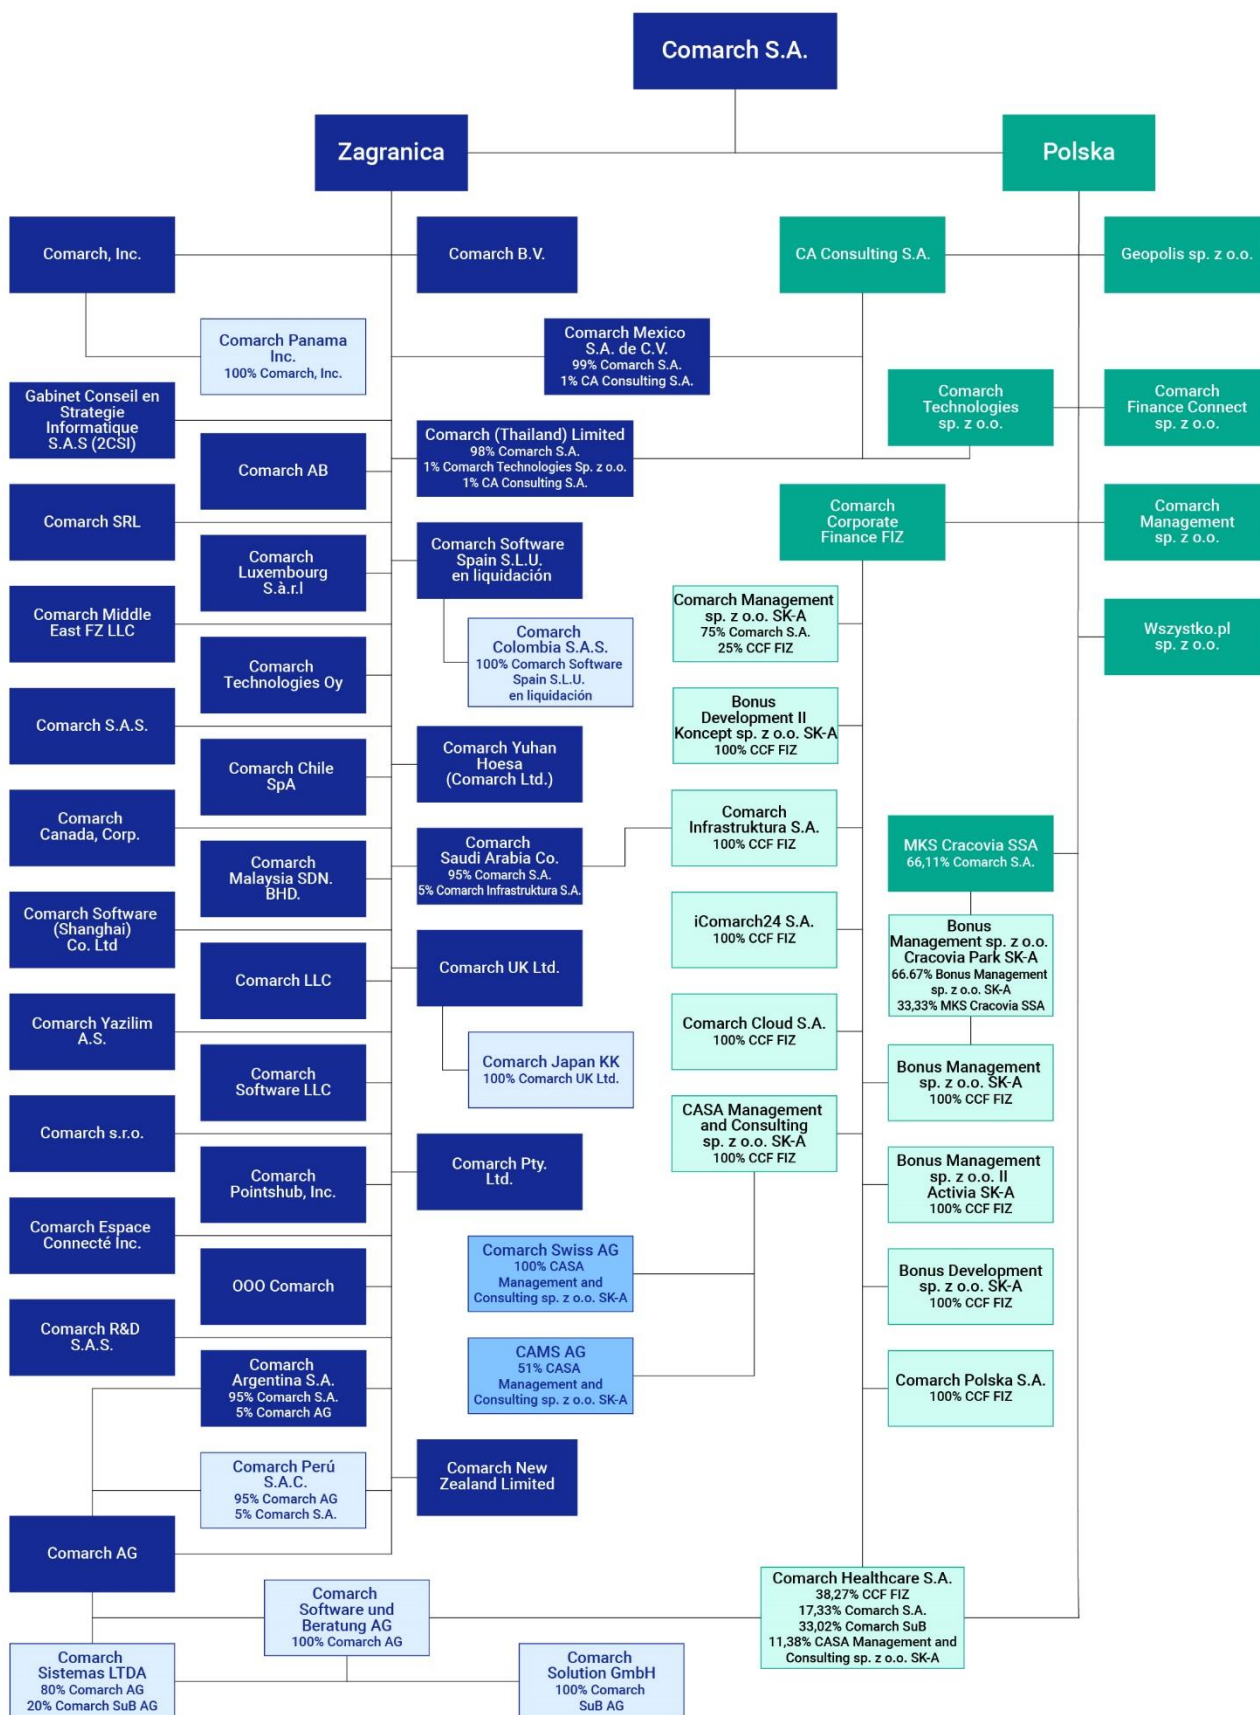 Comarch S.A.
Zagranica
Polska
Comarch, Inc.
Comarch B.V.
CA Consulting S.A.
Geopolis sp. z o.o.
Comarch Panama
Inc.
100% Comarch, Inc.
Comarch Mexico
S.A. de C.V.
99% Comarch S.A.
1% CA Consulting S.A.
Gabinet Conseil en
Strategie
Informatique
S.A.S (2CSI)
Comarch
Technologies
sp. z o.o.
Comarch
Finance Connect
sp. z o.o.
Comarch AB
Comarch (Thailand) Limited
98% Comarch S.A.
1% Comarch Technologies Sp. z o.o.
1% CA Consulting S.A.
Comarch SRL
Comarch
Corporate
Finance FIZ
Comarch
Management
sp. z o.o.
Comarch
Luxembourg
S.à.r.l
Comarch Software
Spain S.L.U.
en liquidación
Comarch Middle
East FZ LLC
Comarch Management
sp. z o.o. SK-A
75% Comarch S.A.
25% CCF FIZ
Wszystko.pl
sp. z o.o.
Comarch
Technologies Oy
Comarch
Colombia S.A.S.
100% Comarch Software
Spain S.L.U.
en liquidación
Comarch S.A.S.
Bonus
Development II
Koncept sp. z o.o. SK-A
100% CCF FIZ
Comarch Chile
SpA
Comarch Yuhan
Hoesa
(Comarch Ltd.)
Comarch
Canada, Corp.
Comarch
Infrastruktura S.A.
100% CCF FIZ
MKS Cracovia SSA
66,11% Comarch S.A.
Comarch
Malaysia SDN.
BHD.
Comarch
Saudi Arabia Co.
95% Comarch S.A.
5% Comarch Infrastruktura S.A.
Comarch Software
(Shanghai)
Co. Ltd
iComarch24 S.A.
100% CCF FIZ
Bonus
Management sp. z o.o.
Cracovia Park SK-A
66.67% Bonus Management
sp. z o.o. SK-A
33,33% MKS Cracovia SSA
Comarch LLC
Comarch UK Ltd.
Comarch Yazilim
A.S.
Comarch Cloud S.A.
100% CCF FIZ
Comarch
Software LLC
Comarch Japan KK
100% Comarch UK Ltd.
Bonus Management
sp. z o.o. SK-A
100% CCF FIZ
Comarch s.r.o.
CASA Management
and Consulting
sp. z o.o. SK-A
100% CCF FIZ
Comarch
Pointshub, Inc.
Comarch Pty.
Ltd.
Bonus Management
sp. z o.o. II
Activia SK-A
100% CCF FIZ
Comarch Espace
Connecté Inc.
OOO Comarch
Comarch Swiss AG
100% CASA
Management and
Consulting sp. z o.o. SK-A
Bonus Development
sp. z o.o. SK-A
100% CCF FIZ
Comarch R&D
S.A.S.
Comarch
Argentina S.A.
95% Comarch S.A.
5% Comarch AG
CAMS AG
51% CASA
Management and
Consulting sp. z o.o. SK-A
Comarch Polska S.A.
100% CCF FIZ
Comarch Perú
S.A.C.
95% Comarch AG
5% Comarch S.A.
Comarch New
Zealand Limited
Comarch AG
Comarch
Software und
Beratung AG
100% Comarch AG
Comarch Healthcare S.A.
38,27% CCF FIZ
17,33% Comarch S.A.
33,02% Comarch SuB
11,38% CASA Management and
Consulting sp. z o.o. SK-A
Comarch
Sistemas LTDA
80% Comarch AG
20% Comarch SuB AG
Comarch
Solution GmbH
100% Comarch
SuB AG